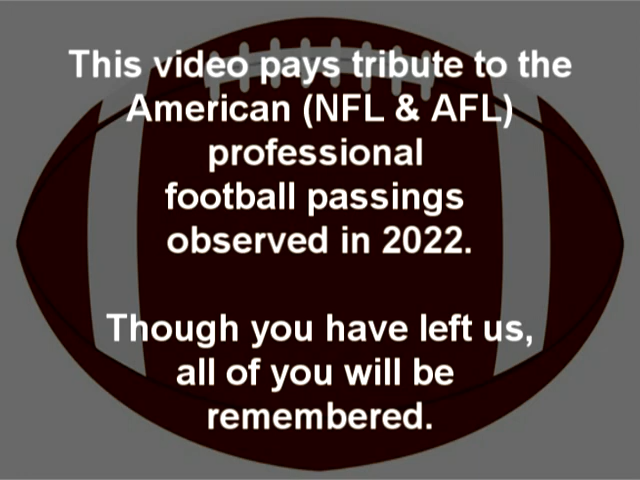 This video pays tribute to the
American (NFL & AFL)
professional
football passings
observed in 2022.
Though you have left us,
all of you will be
remembered.